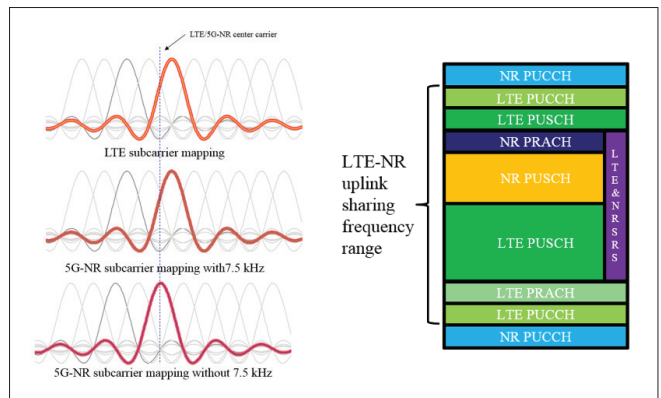 LTE/5G-NR center carrier
LTE subcarrier mapping
5G-NR subcarrier mapping with7.5 kHz
5G-NR subcarrier mapping without 7.5 kHz
LTE-NR
uplink
sharing
frequency
range
NR PUCCH
LTE PUCCH
LTE PUSCH
NR PRACH
NR PUSCH
LTE PUSCH
LTE PRACH
LTE PUCCH
NR PUCCH
LTE&NRSRS